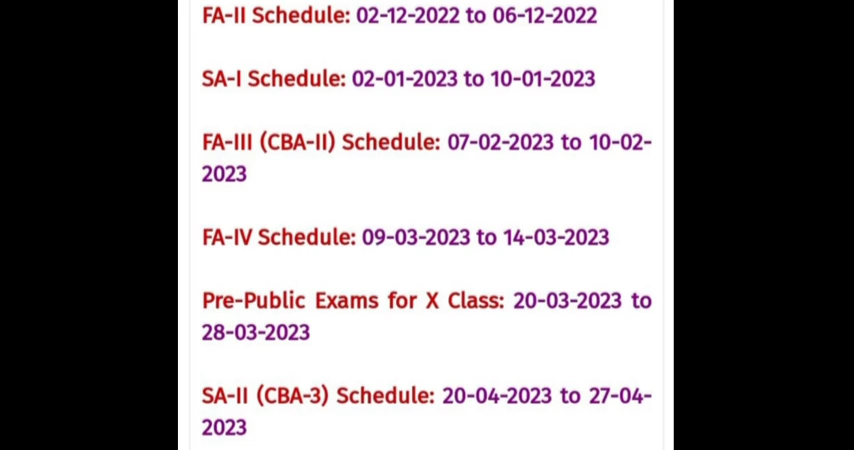 FA-II Schedule: 02-12-2022 to 06-12-2022
SA-I Schedule: 02-01-2023 to 10-01-2023
FA-III (CBA-II) Schedule: 07-02-2023 to 10-02-
2023
FA-IV Schedule: 09-03-2023 to 14-03-2023
Pre-Public Exams for X Class: 20-03-2023 to
28-03-2023
SA-II (CBA-3) Schedule: 20-04-2023 to 27-04-
2023